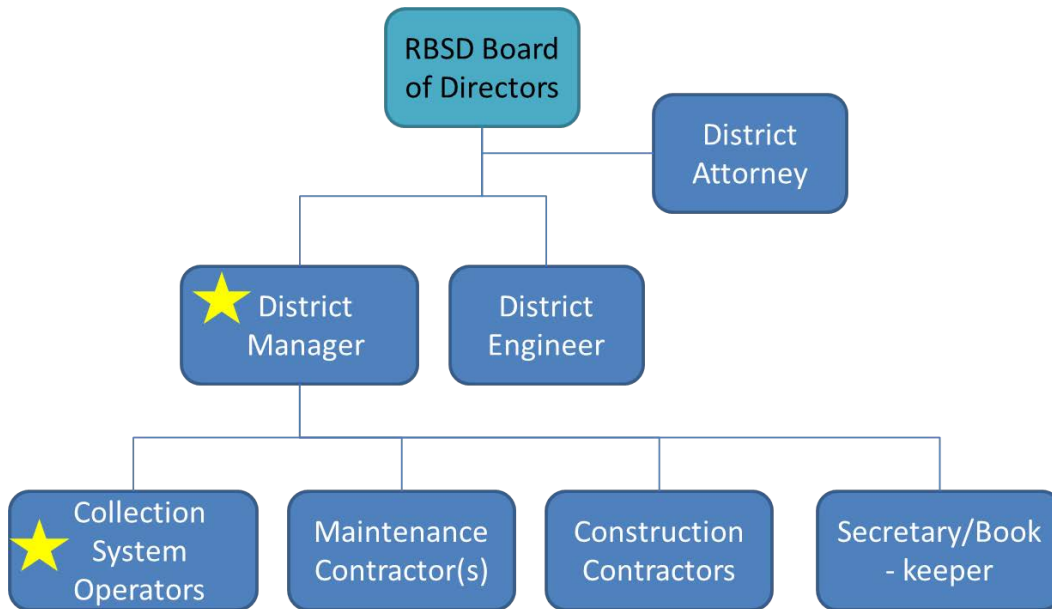 RBSD Board
of Directors
District
Attorney
District
Manager
District
Engineer
Collection
System
Operators
Maintenance
Contractor(s)
Construction
Contractors
Secretary/Book
- keeper